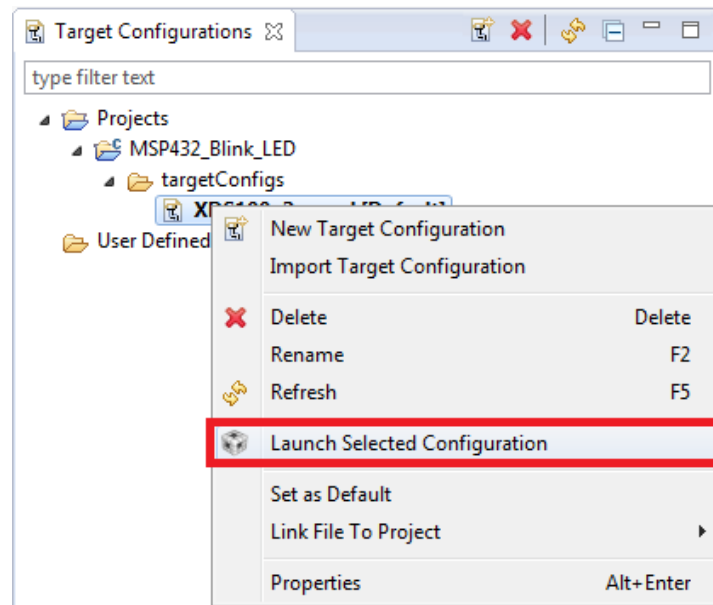 Target Configurations
type filter text
Projects
MSP432_Blink_LED
targetConfigs
User Defined
New Target Configuration
Import Target Configuration
Delete Delete
Rename F2
Refresh F5
Launch Selected Configuration
Set as Default
Link File To Project
Properties Alt+Enter